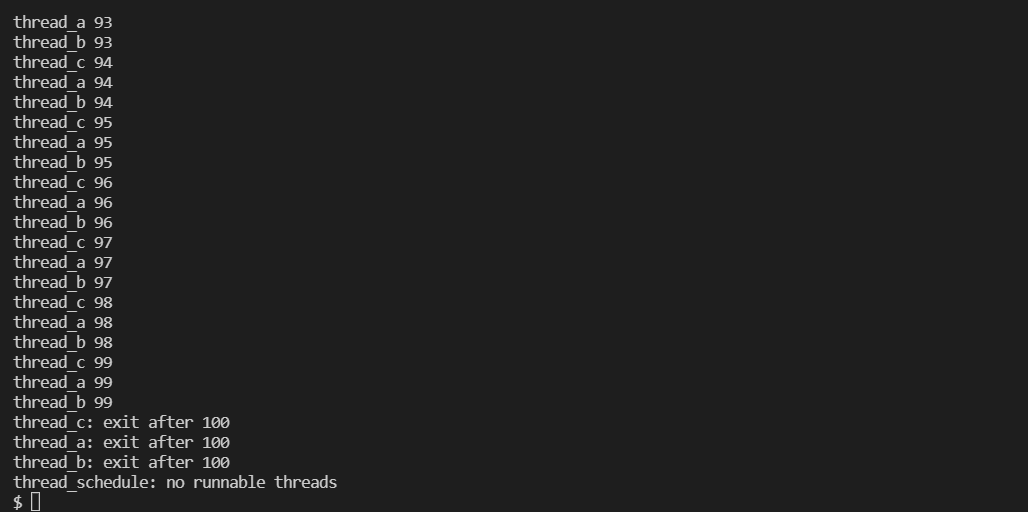 thread_a 93
thread_b 93
thread_c 94
thread_a 94
thread_b 94
thread_c 95
thread_a 95
thread_b 95
thread_c 96
thread_a 96
thread_b 96
thread_c 97
thread_a 97
thread_b 97
thread_c 98
thread_a 98
thread_b 98
thread_c 99
thread_a 99
thread_b 99
thread_c: exit after 100
thread_a: exit after 100
thread_b: exit after 100
thread_schedule: no runnable threads
$